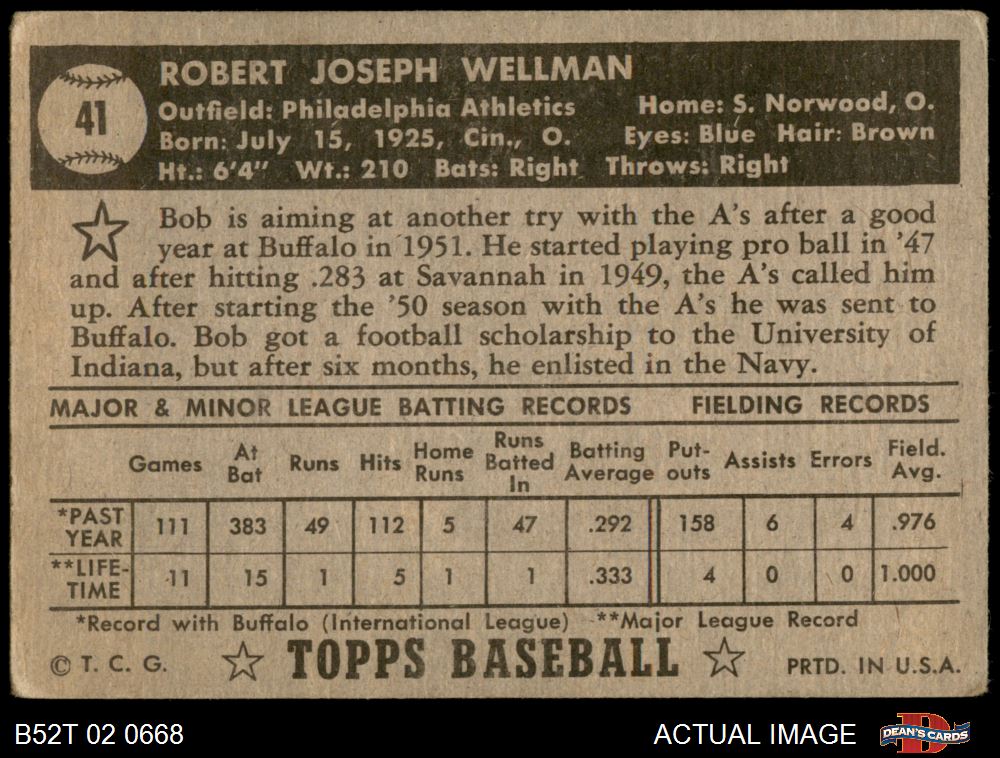 41
ROBERT JOSEPH WELLMAN
Outfield: Philadelphia Athletics Home: S. Norwood, O.
Born: July 15, 1925, Cin., O. Eyes: Blue Hair: Brown
Ht.: 6'4" Wt.: 210 Bats: Right Throws: Right
Bob is aiming at another try with the A's after a good
year at Buffalo in 1951. He started playing pro ball in '47
and after hitting .283 at Savannah in 1949, the A's called him
up. After starting the '50 season with the A's he was sent to
Buffalo. Bob got a football scholarship to the University of
Indiana, but after six months, he enlisted in the Navy.
MAJOR & MINOR LEAGUE BATTING RECORDS FIELDING RECORDS
Games At Bat Runs Hits Home Runs Runs Batted In Batting Average Put-outs Assists Errors Field. Avg.
*PAST YEAR 111 383 49 112 5 47 .292 158 6 4 .976
**LIFE-TIME 11 15 1 5 1 1 .333 4 0 0 1.000
*Record with Buffalo (International League) **Major League Record
© T. C. G. TOPPS BASEBALL PRTD. IN U.S.A.
B52T 02 0668 ACTUAL IMAGE DEAN'S CARDS